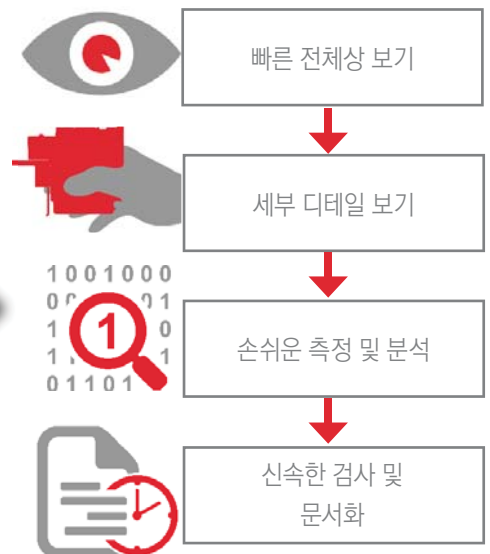 빠른 전체상 보기
세부 디테일 보기
1001000
1
01101
손쉬운 측정 및 분석
신속한 검사 및
문서화